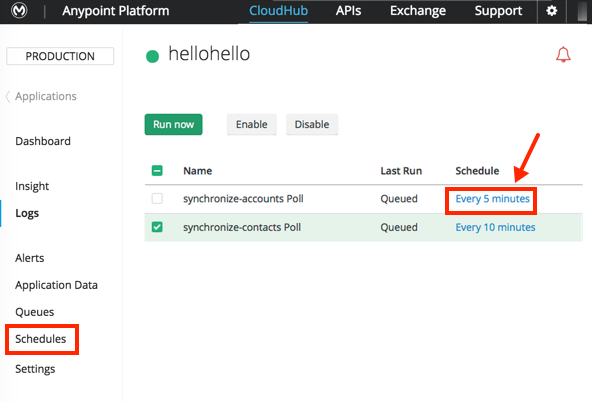 Anypoint Platform CloudHub APIs Exchange Support
PRODUCTION
hellohello
Applications
Run now Enable Disable
Dashboard
Name Last Run Schedule
Insight
synchronize-accounts Poll Queued Every 5 minutes
Logs
synchronize-contacts Poll Queued Every 10 minutes
Alerts
Application Data
Queues
Schedules
Settings